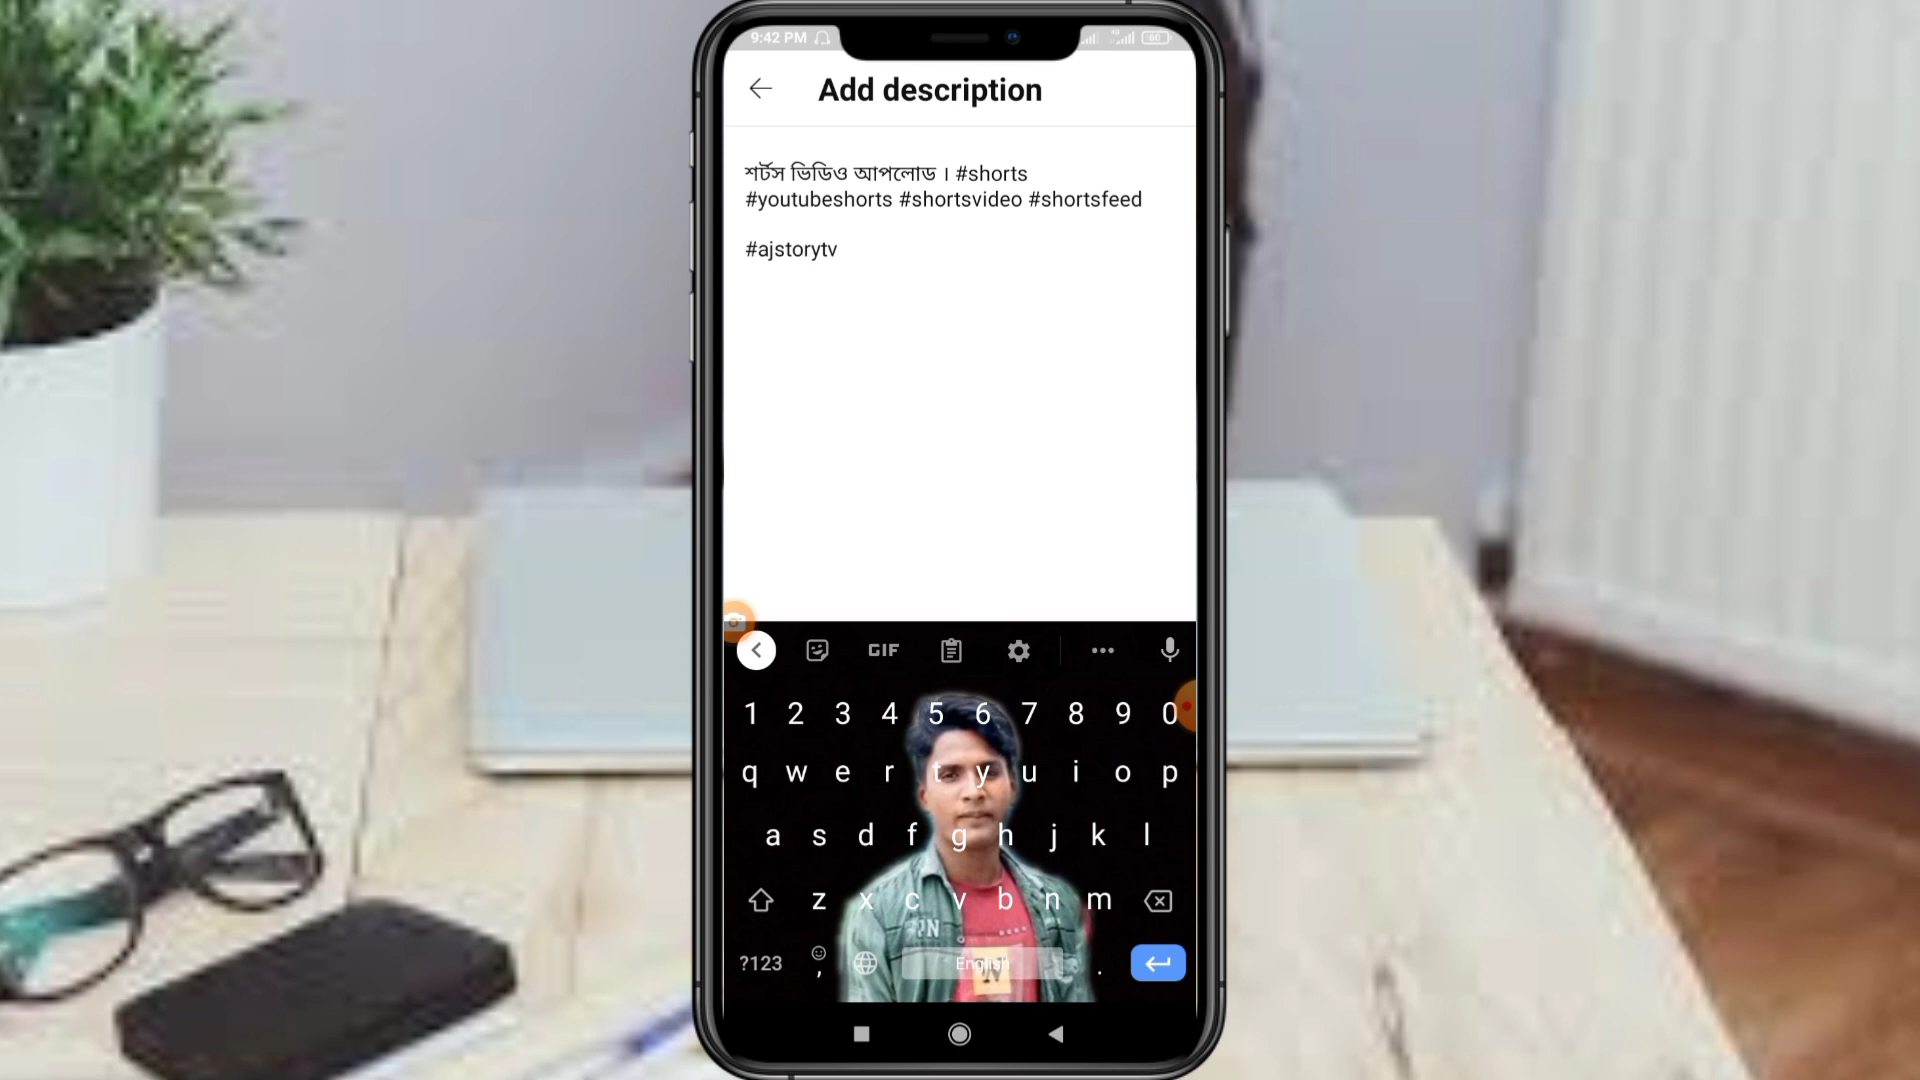 9:42 PM
60
Add description
শর্টস ভিডিও আপলোড । #shorts
#youtubeshorts #shortsvideo #shortsfeed
#ajstorytv
GIF
1 2 3 4 5 6 7 8 9 0
q w e r t y u i o p
a s d f g h j k l
z x c v b n m
?123 , English .